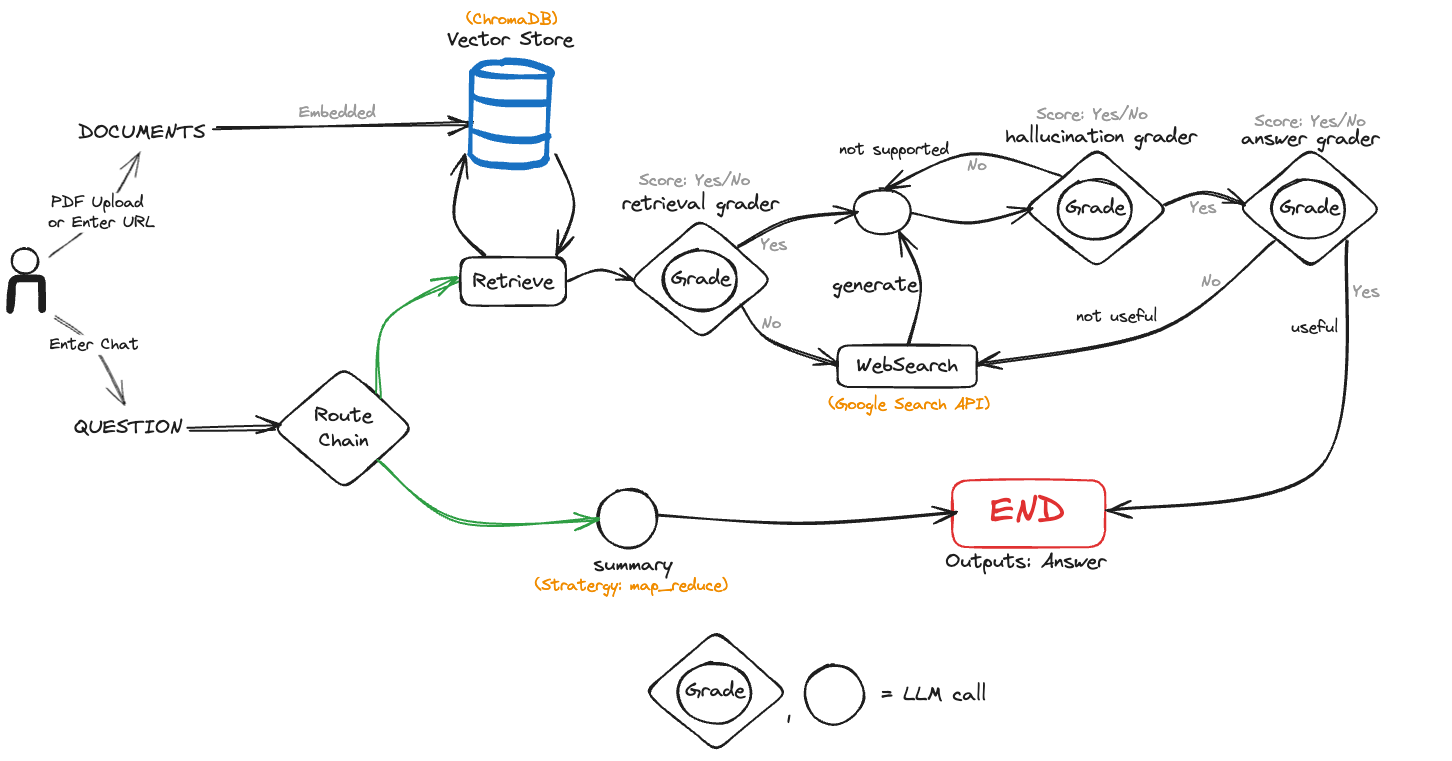 (ChromaDB)
Vector Store
DOCUMENTS
Embedded
PDF Upload
or Enter URL
Enter Chat
QUESTION
Route
Chain
Retrieve
Score: Yes/No
retrieval grader
Grade
Yes
No
not supported
No
generate
WebSearch
(Google Search API)
Score: Yes/No
hallucination grader
Grade
Yes
Score: Yes/No
answer grader
Grade
No
not useful
Yes
useful
summary
(Stratergy: map_reduce)
END
Outputs: Answer
Grade
,
= LLM call